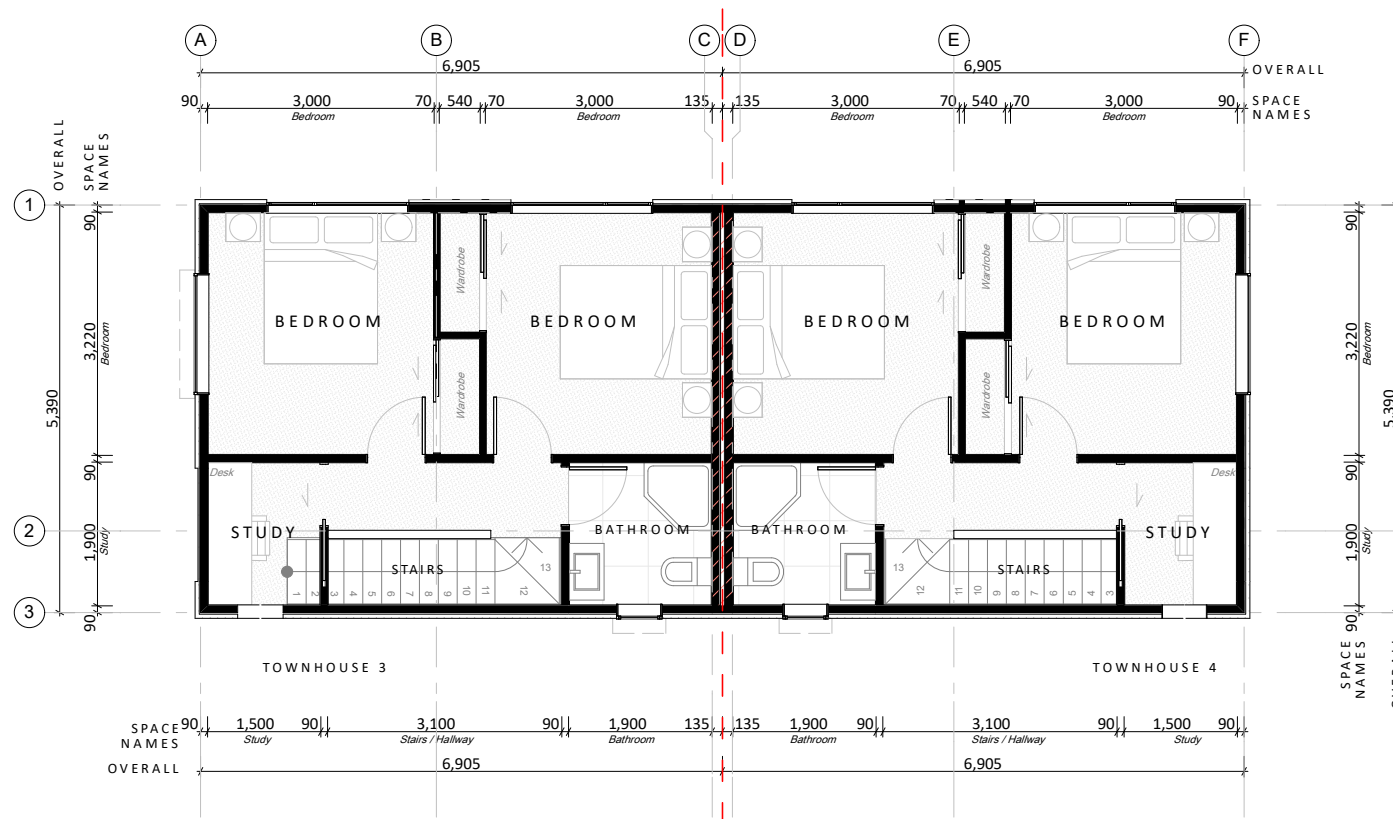 A B C D E F
6,905 6,905 OVERALL
90 3,000 70 540 70 3,000 135 135 3,000 70 540 70 3,000 90 SPACE
NAMES
Bedroom Bedroom Bedroom Bedroom
OVERALL
SPACE
NAMES
1
90 90
Wardrobe Wardrobe
BEDROOM BEDROOM BEDROOM BEDROOM
3,220 Bedroom 3,220 Bedroom
Wardrobe Wardrobe
5,390 5,390
90 90
Desk Desk
2
STUDY BATHROOM BATHROOM STUDY
1,900 Study 1,900 Study
STAIRS STAIRS
13 13
1 2 3 4 5 6 7 8 9 10 11 12
12 11 10 9 8 7 6 5 4 3
3
90 90
TOWNHOUSE 3 TOWNHOUSE 4
SPACE
NAMES
SPACE
NAMES
90 1,500 90 3,100 90 1,900 135 135 1,900 90 3,100 90 1,500 90
Study Stairs / Hallway Bathroom Bathroom Stairs / Hallway Study
OVERALL 6,905 6,905